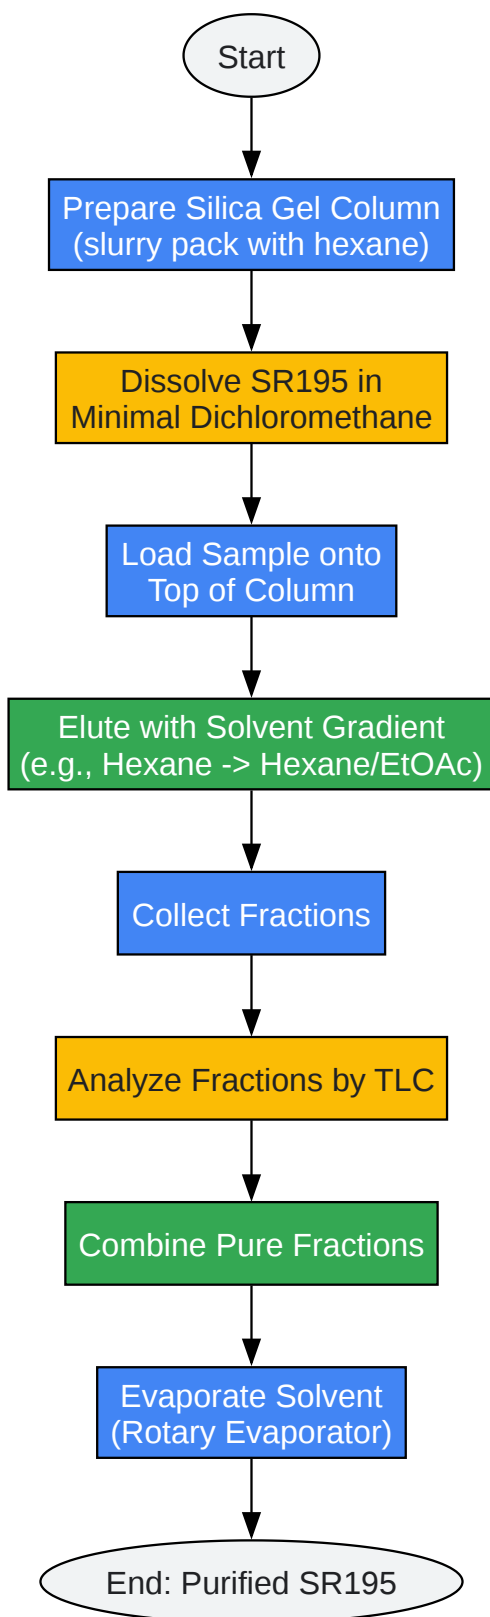 Start
Prepare Silica Gel Column
(slurry pack with hexane)
Dissolve SR195 in
Minimal Dichloromethane
Load Sample onto
Top of Column
Elute with Solvent Gradient
(e.g., Hexane -> Hexane/EtOAc)
Collect Fractions
Analyze Fractions by TLC
Combine Pure Fractions
Evaporate Solvent
(Rotary Evaporator)
End: Purified SR195